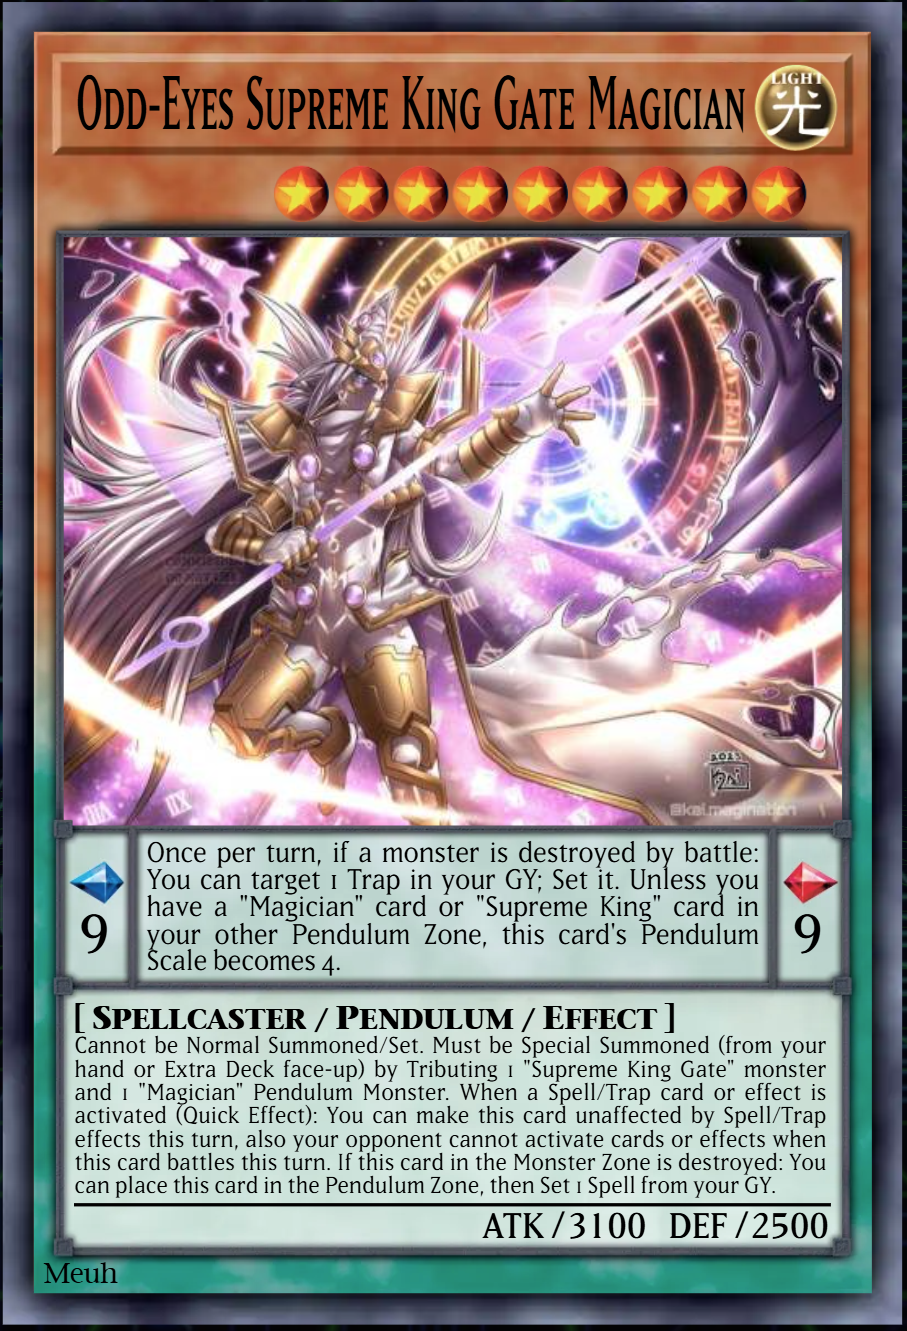 ODD-EYES SUPREME KING GATE MAGICIAN
LIGHT
光
2023
KAI
@kai.magination
Once per turn, if a monster is destroyed by battle:
You can target 1 Trap in your GY; Set it. Unless you
have a "Magician" card or "Supreme King" card in
your other Pendulum Zone, this card's Pendulum
Scale becomes 4.
9
9
[ SPELLCASTER / PENDULUM / EFFECT ]
Cannot be Normal Summoned/Set. Must be Special Summoned (from your
hand or Extra Deck face-up) by Tributing 1 "Supreme King Gate" monster
and 1 "Magician" Pendulum Monster. When a Spell/Trap card or effect is
activated (Quick Effect): You can make this card unaffected by Spell/Trap
effects this turn, also your opponent cannot activate cards or effects when
this card battles this turn. If this card in the Monster Zone is destroyed: You
can place this card in the Pendulum Zone, then Set 1 Spell from your GY.
ATK/3100 DEF/2500
Meuh